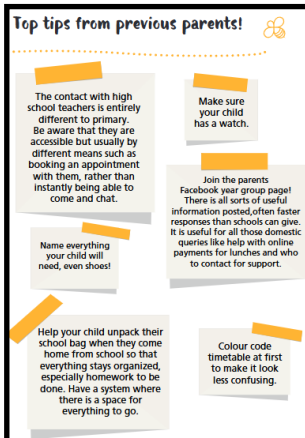 Top tips from previous parents!
The contact with high
school teachers is entirely
different to primary.
Be aware that they are
accessible but usually by
different means such as
booking an appointment
with them, rather than
instantly being able to
come and chat.
Make sure
your child
has a watch.
Join the parents
Facebook year group page!
There is all sorts of useful
information posted,often faster
responses than schools can give.
It is useful for all those domestic
queries like help with online
payments for lunches and who
to contact for support.
Name everything
your child will
need, even shoes!
Help your child unpack their
school bag when they come
home from school so that
everything stays organized,
especially homework to be
done. Have a system where
there is a space for
everything to go.
Colour code
timetable at first
to make it look
less confusing.